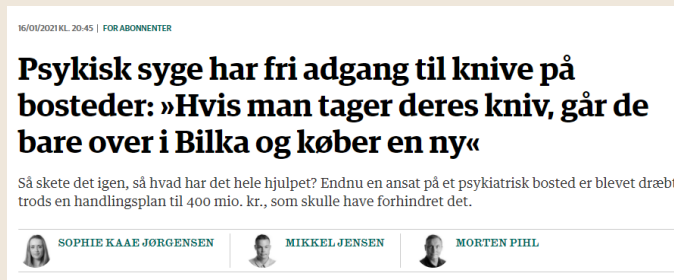 16/01/2021 KL. 20:45 | FOR ABONNENTER
Psykisk syge har fri adgang til knive på
bosteder: »Hvis man tager deres kniv, går de
bare over i Bilka og køber en ny«
Så skete det igen, så hvad har det hele hjulpet? Endnu en ansat på et psykiatrisk bosted er blevet dræbt
trods en handlingsplan til 400 mio. kr., som skulle have forhindret det.
SOPHIE KAAE JØRGENSEN MIKKEL JENSEN MORTEN PIHL